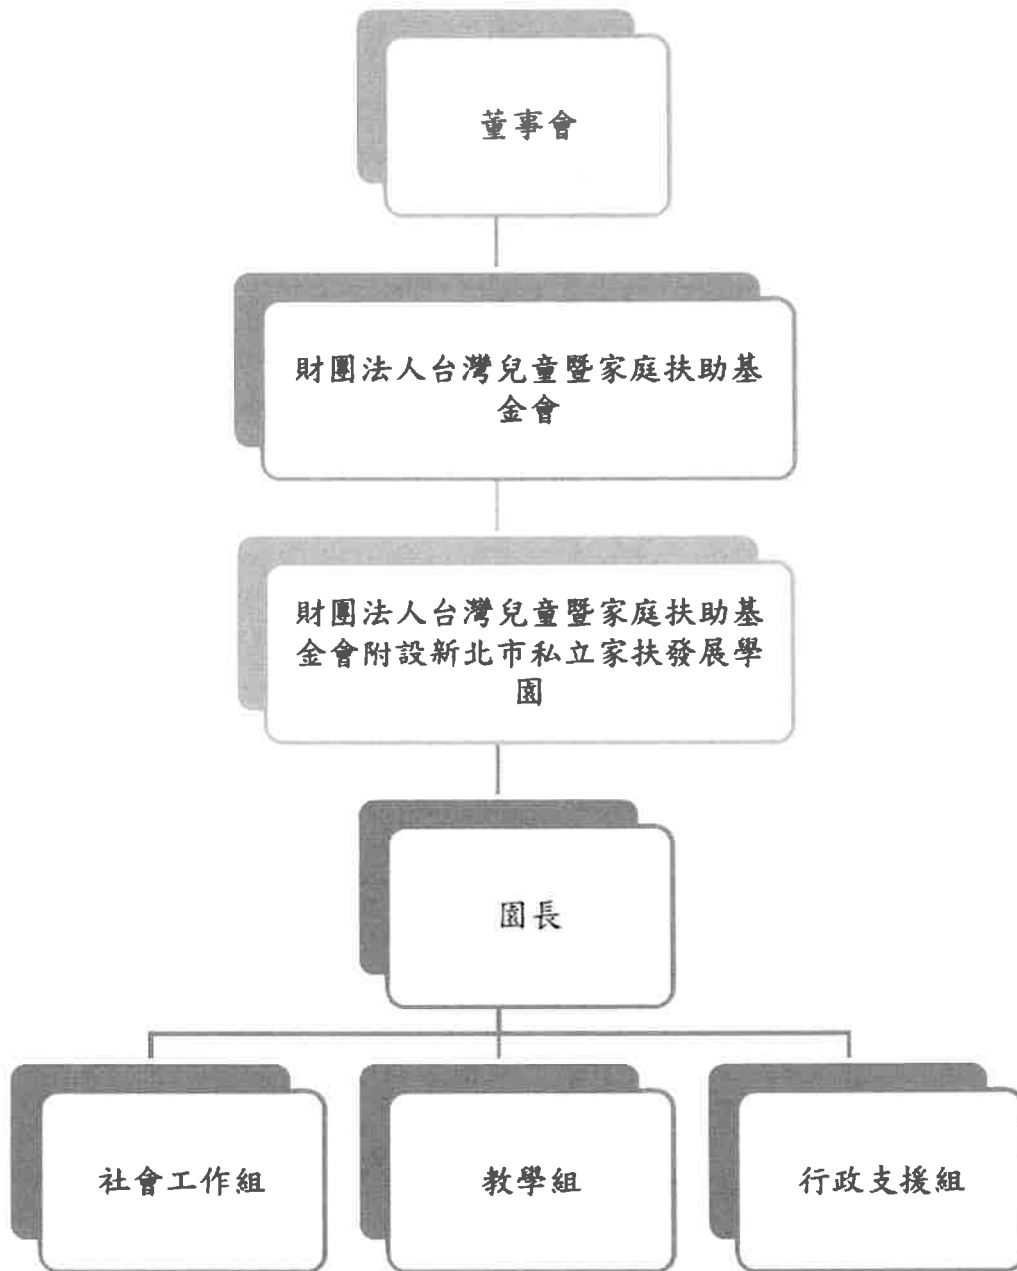 董事會
財團法人台灣兒童暨家庭扶助基
金會
財團法人台灣兒童暨家庭扶助基
金會附設新北市私立家扶發展學
園
園長
社會工作組
教學組
行政支援組